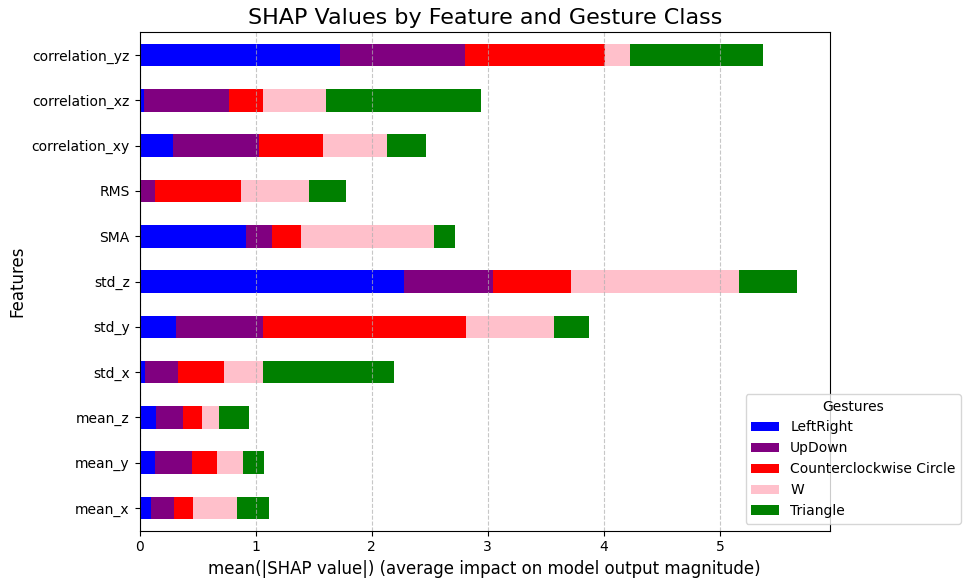 SHAP Values by Feature and Gesture Class
Features
correlation_yz
correlation_xz
correlation_xy
RMS
SMA
std_z
std_y
std_x
mean_z
mean_y
mean_x
Gestures
LeftRight
UpDown
Counterclockwise Circle
W
Triangle
0 1 2 3 4 5
mean(|SHAP value|) (average impact on model output magnitude)